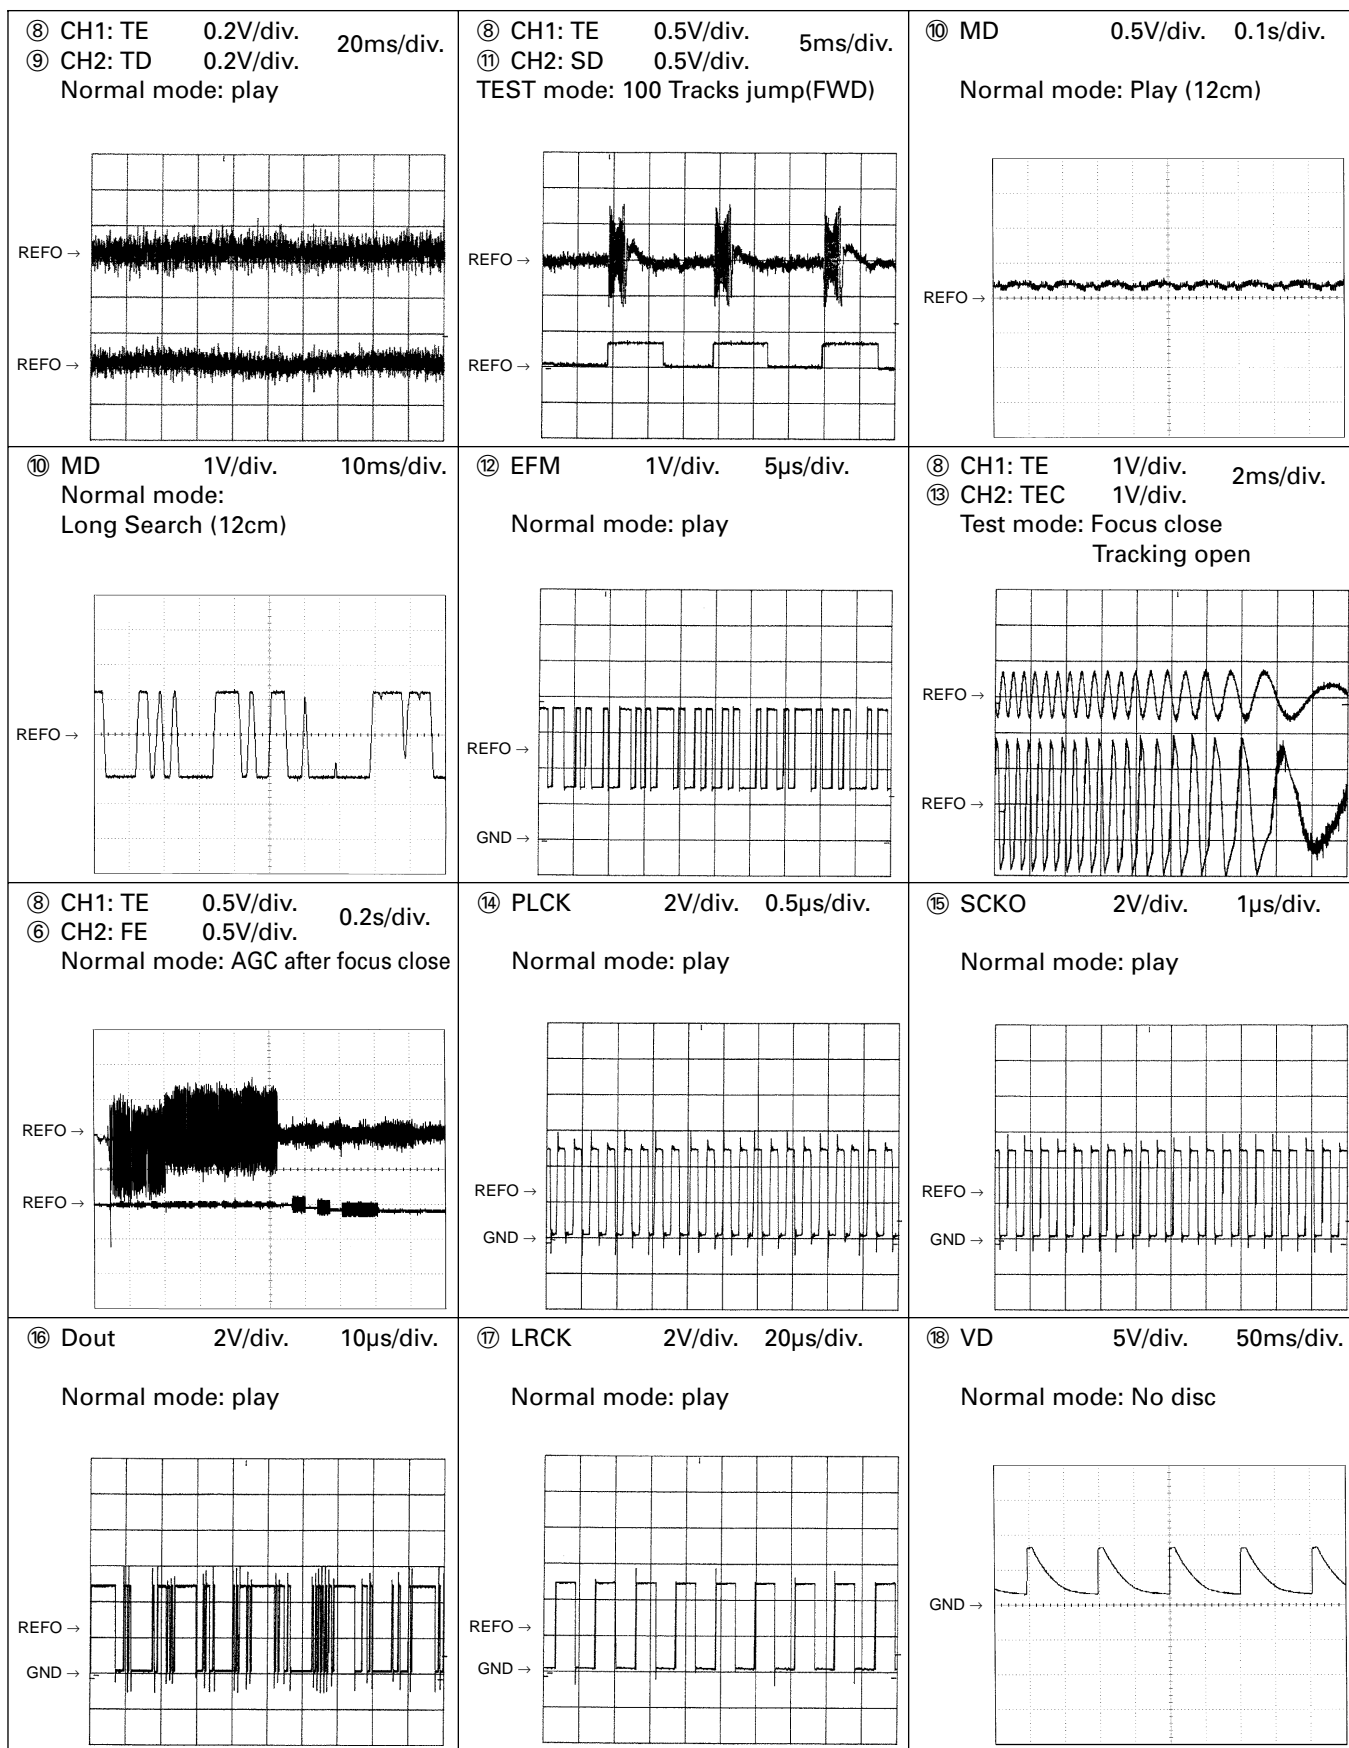 ⑧ CH1: TE 0.2V/div. 20ms/div.
⑨ CH2: TD 0.2V/div.
Normal mode: play
REFO →
REFO →
⑧ CH1: TE 0.5V/div. 5ms/div.
⑪ CH2: SD 0.5V/div.
TEST mode: 100 Tracks jump(FWD)
REFO →
REFO →
⑩ MD 0.5V/div. 0.1s/div.
Normal mode: Play (12cm)
REFO →
⑩ MD 1V/div. 10ms/div.
Normal mode:
Long Search (12cm)
REFO →
⑫ EFM 1V/div. 5µs/div.
Normal mode: play
REFO →
GND →
⑧ CH1: TE 1V/div. 2ms/div.
⑬ CH2: TEC 1V/div.
Test mode: Focus close
Tracking open
REFO →
REFO →
⑧ CH1: TE 0.5V/div. 0.2s/div.
⑥ CH2: FE 0.5V/div.
Normal mode: AGC after focus close
REFO →
REFO →
⑭ PLCK 2V/div. 0.5µs/div.
Normal mode: play
REFO →
GND →
⑮ SCKO 2V/div. 1µs/div.
Normal mode: play
REFO →
GND →
⑯ Dout 2V/div. 10µs/div.
Normal mode: play
REFO →
GND →
⑰ LRCK 2V/div. 20µs/div.
Normal mode: play
REFO →
GND →
⑱ VD 5V/div. 50ms/div.
Normal mode: No disc
GND →